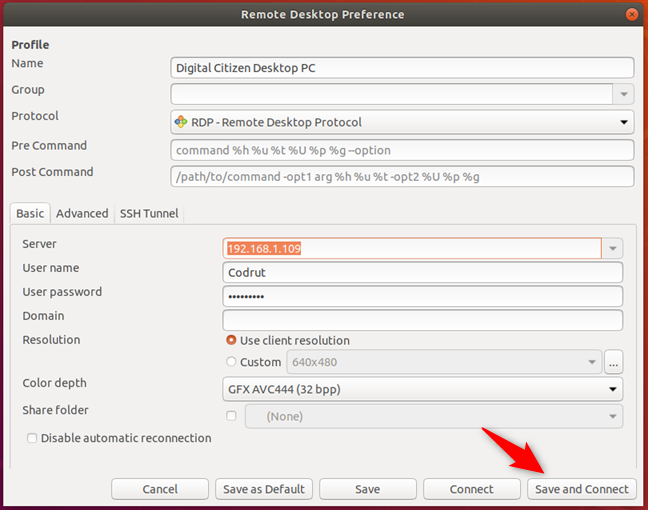 Remote Desktop Preference
Profile
Name Digital Citizen Desktop PC
Group
Protocol RDP - Remote Desktop Protocol
Pre Command command %h %u %t %U %p %g --option
Post Command /path/to/command -opt1 arg %h %u %t -opt2 %U %p %g
Basic Advanced SSH Tunnel
Server 192.168.1.109
User name Codrut
User password •••••••••
Domain
Resolution Use client resolution
Custom 640x480 ...
Color depth GFX AVC444 (32 bpp)
Share folder (None)
Disable automatic reconnection
Cancel Save as Default Save Connect Save and Connect